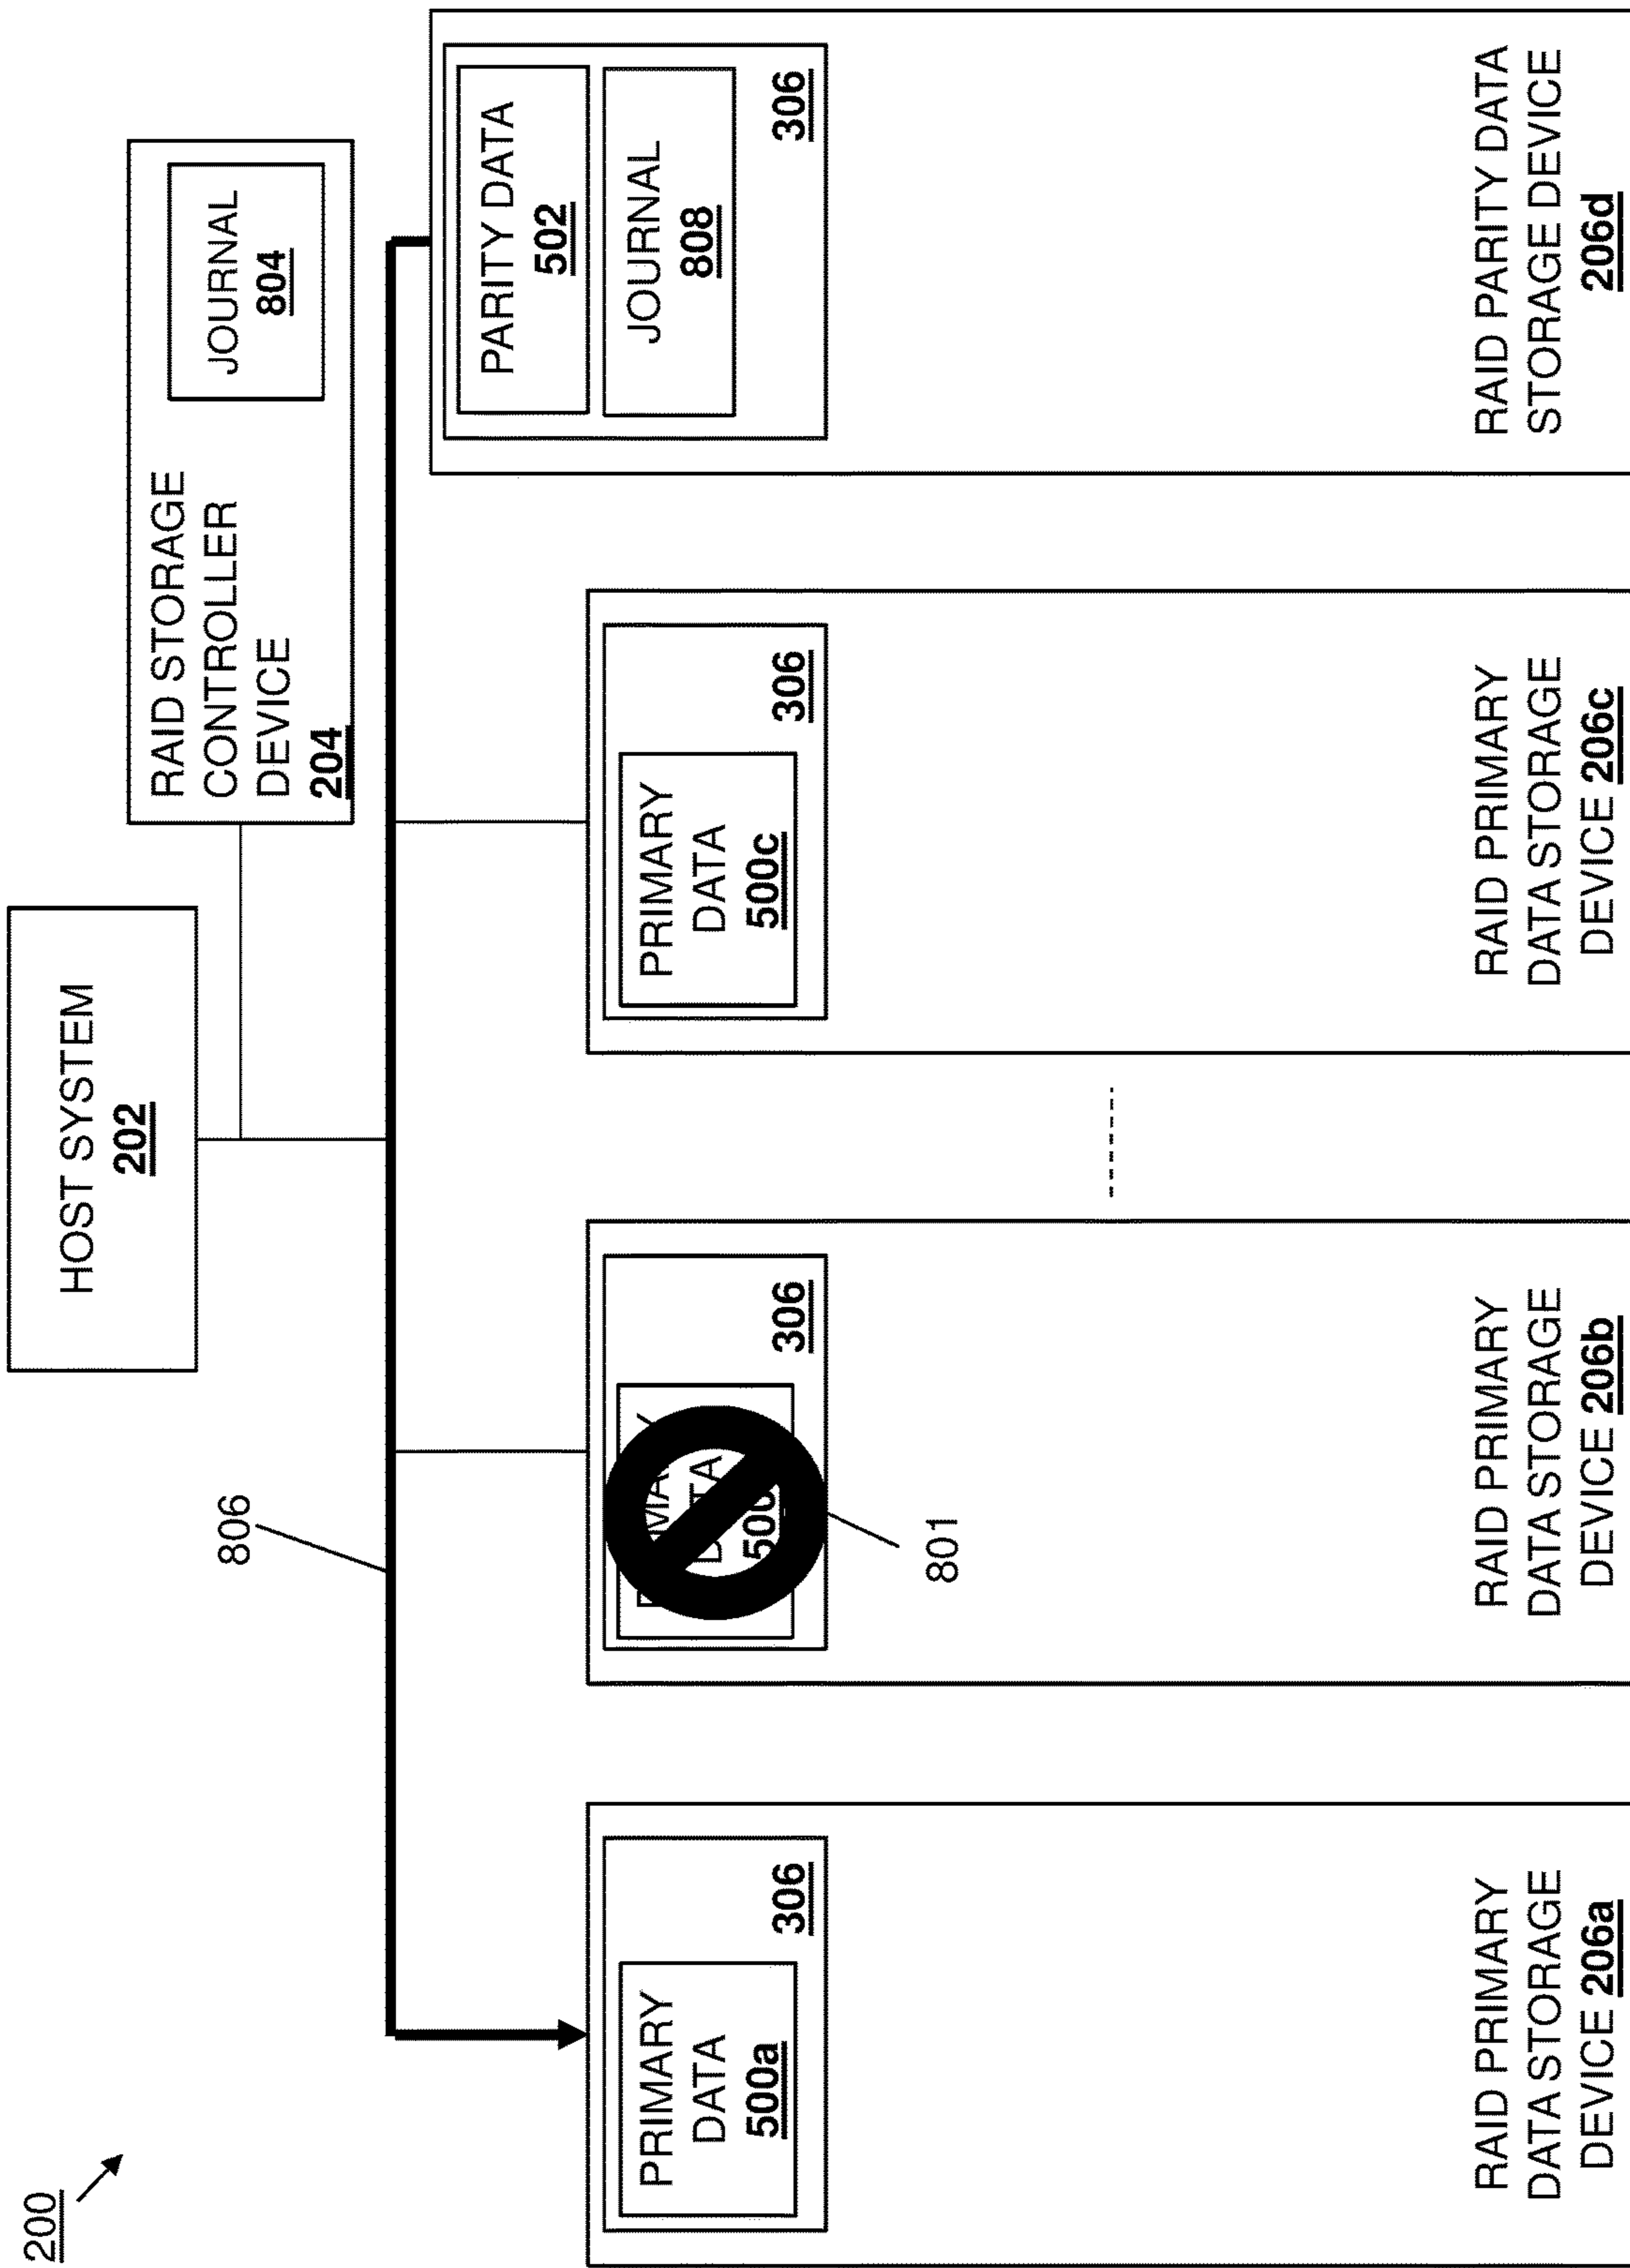 200
HOST SYSTEM
202
RAID STORAGE
CONTROLLER
DEVICE
204
JOURNAL
804
806
PRIMARY
DATA
500a
306
RAID PRIMARY
DATA STORAGE
DEVICE 206a
306
801
RAID PRIMARY
DATA STORAGE
DEVICE 206b
PRIMARY
DATA
500c
306
RAID PRIMARY
DATA STORAGE
DEVICE 206c
PARITY DATA
502
JOURNAL
808
306
RAID PARITY DATA
STORAGE DEVICE
206d